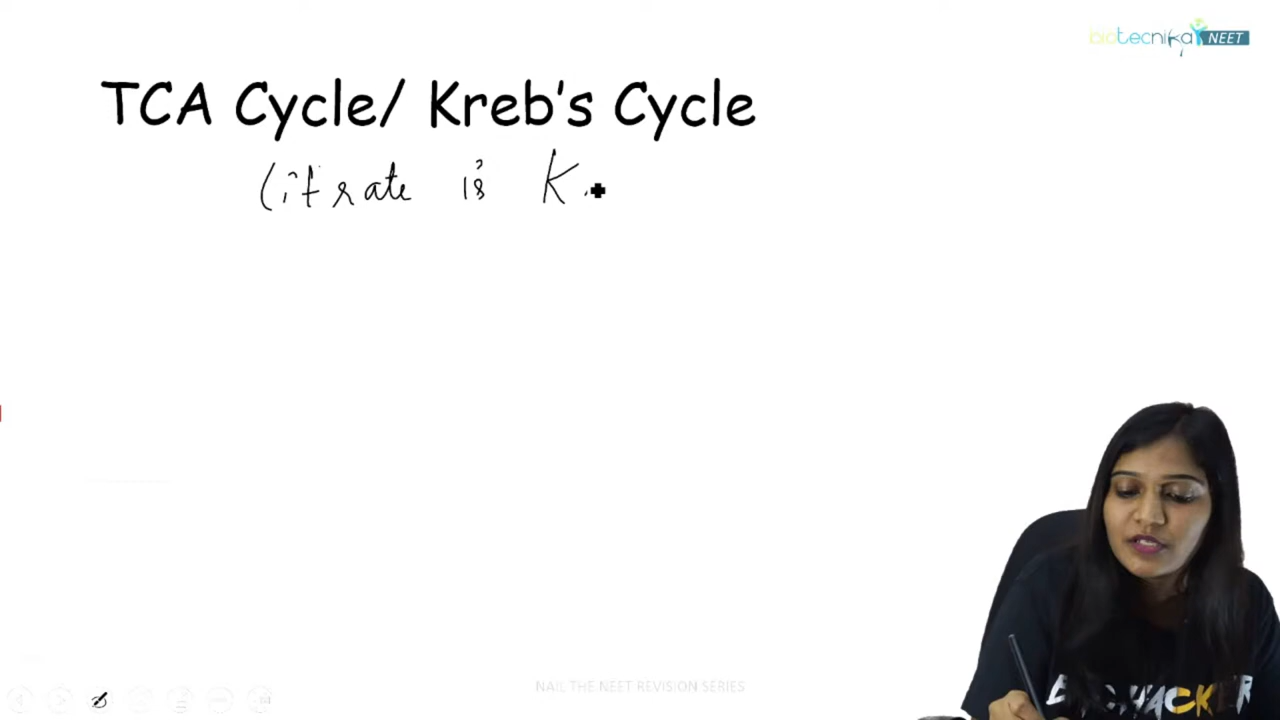 biotecnika NEET
TCA Cycle/ Kreb's Cycle
Citrate is K
NAIL THE NEET REVISION SERIES